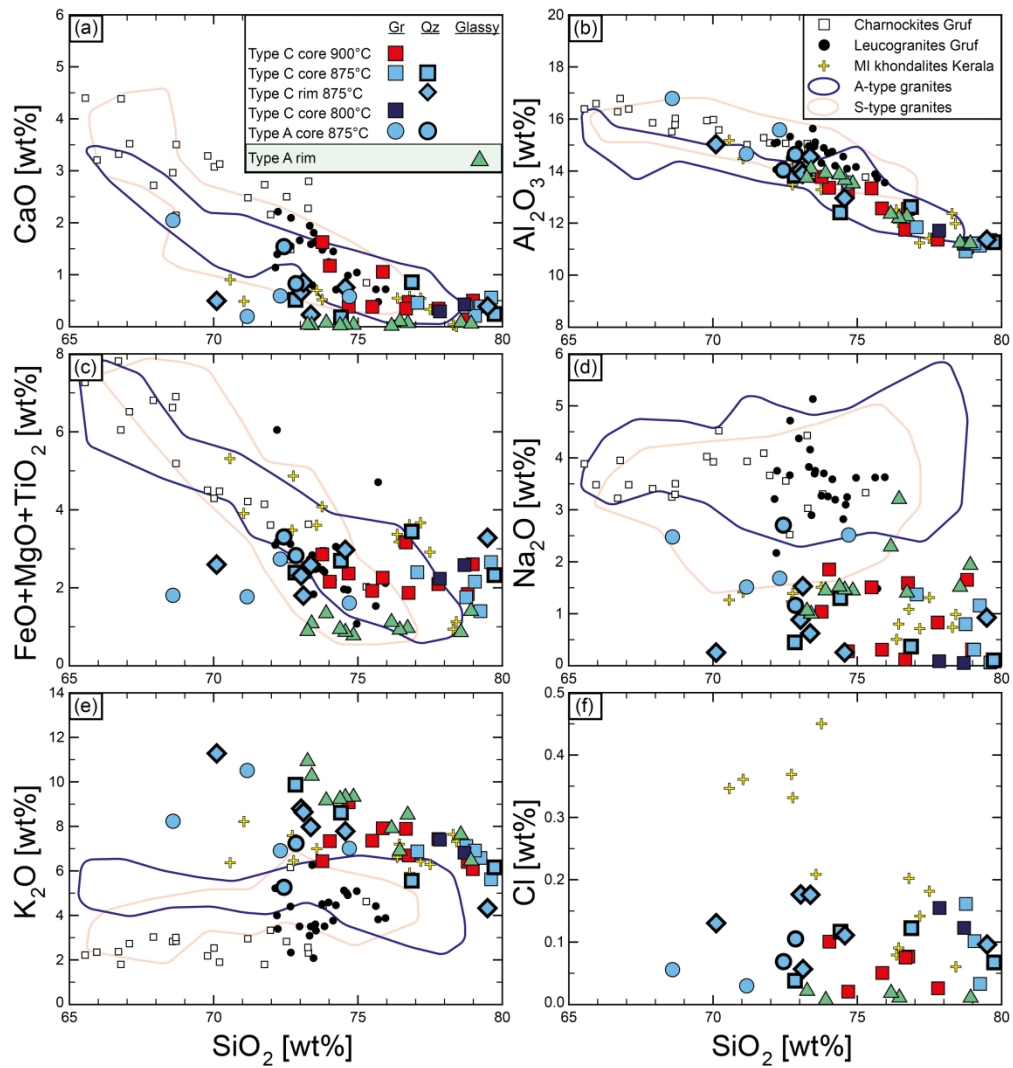 (a)
CaO [wt%]
5
4
3
2
1
0
65 70 75 80
Gr Qz Glassy
Type C core 900°C
Type C core 875°C
Type C rim 875°C
Type C core 800°C
Type A core 875°C
Type A rim
(b)
Al2O3 [wt%]
20
18
16
14
12
10
8
65 70 75 80
Charnockites Gruf
Leucogranites Gruf
MI khondalites Kerala
A-type granites
S-type granites
(c)
FeO+MgO+TiO2 [wt%]
8
6
4
2
0
65 70 75 80
(d)
Na2O [wt%]
6
5
4
3
2
1
0
65 70 75 80
(e)
K2O [wt%]
14
12
10
8
6
4
2
0
65 70 75 80
SiO2 [wt%]
(f)
Cl [wt%]
0.5
0.4
0.3
0.2
0.1
0
65 70 75 80
SiO2 [wt%]